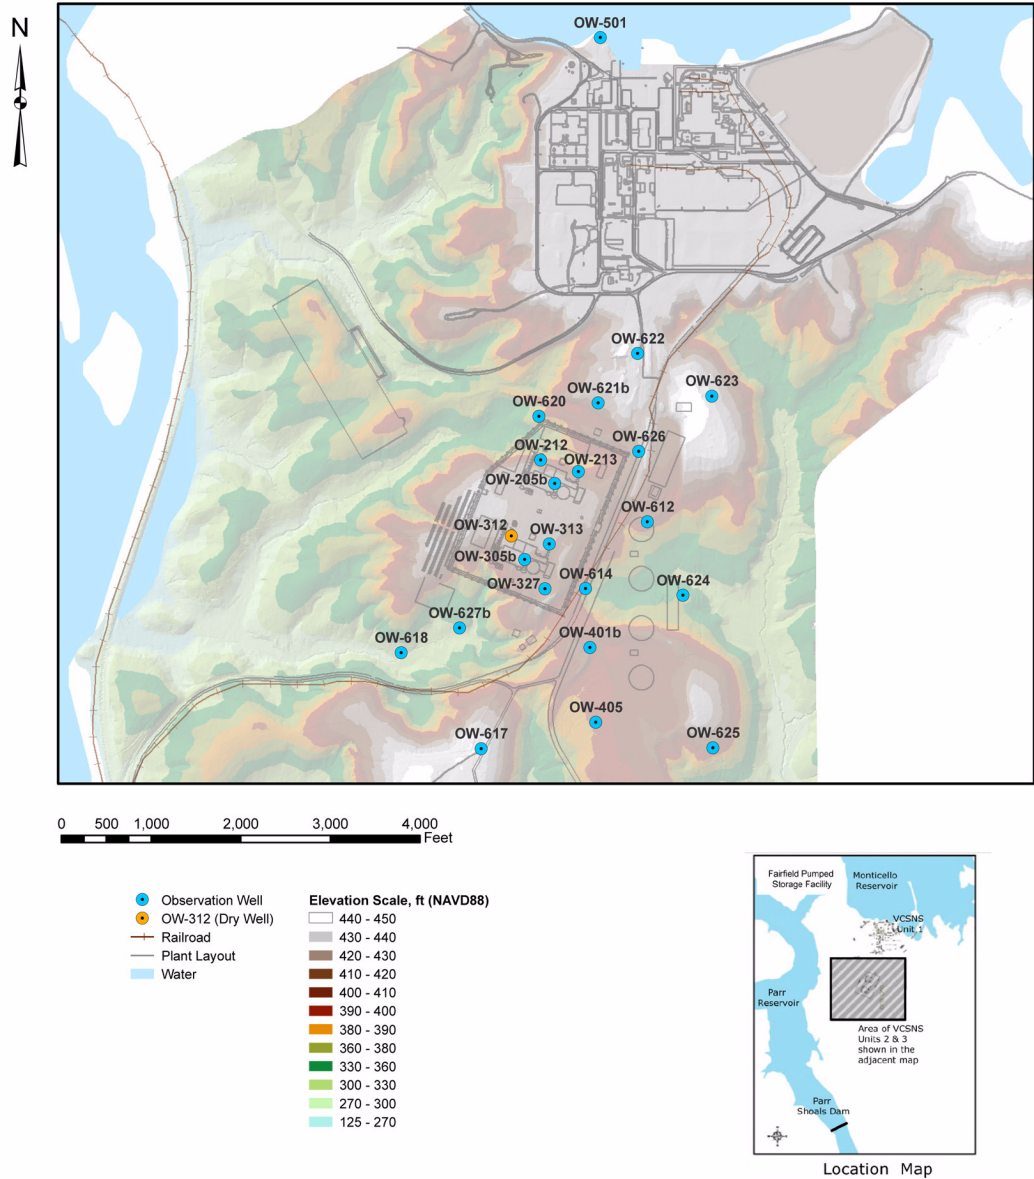 N
OW-501
OW-622
OW-623
OW-621b
OW-620
OW-626
OW-212
OW-213
OW-205b
OW-612
OW-312
OW-313
OW-305b
OW-327
OW-614
OW-624
OW-627b
OW-618
OW-401b
OW-405
OW-617
OW-625
0 500 1,000 2,000 3,000 4,000
Feet
Observation Well
OW-312 (Dry Well)
Railroad
Plant Layout
Water
Elevation Scale, ft (NAVD88)
440 - 450
430 - 440
420 - 430
410 - 420
400 - 410
390 - 400
380 - 390
360 - 380
330 - 360
300 - 330
270 - 300
125 - 270
Fairfield Pumped
Storage Facility
Monticello
Reservoir
VCSNS
Unit 1
Parr
Reservoir
Area of VCSNS
Units 2 & 3
shown in the
adjacent map
Parr
Shoals Dam
Location Map